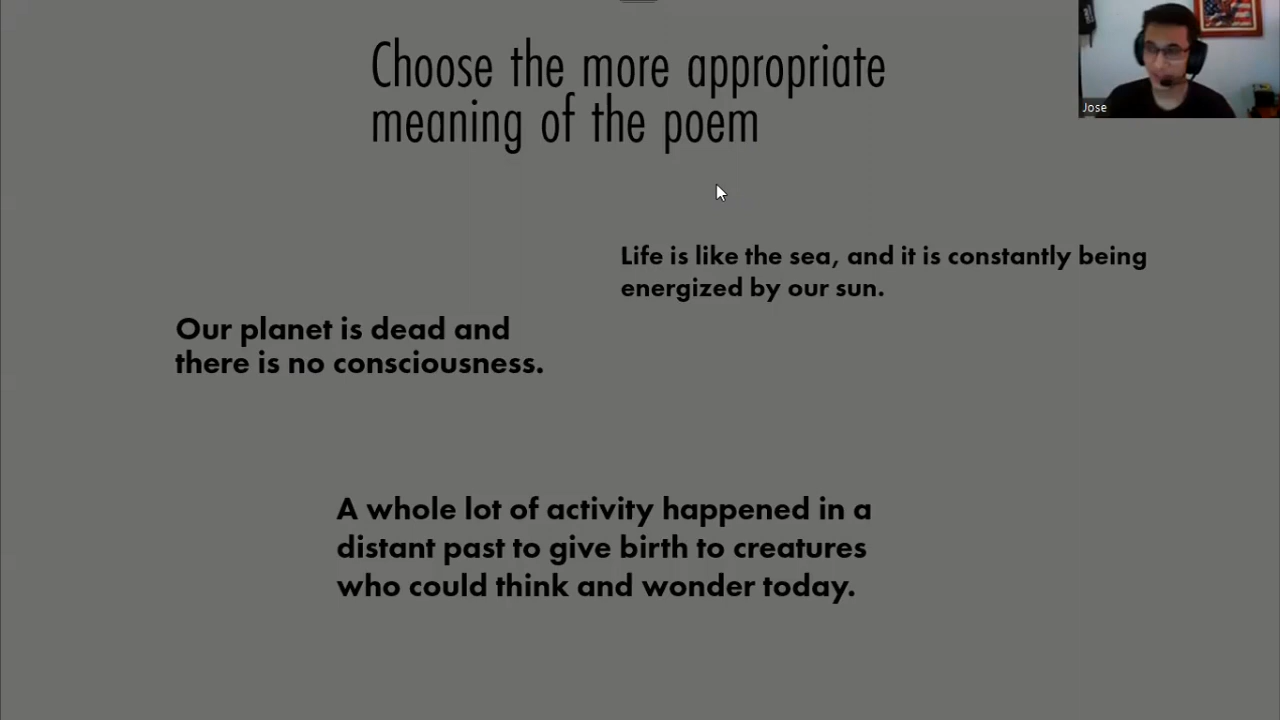 Choose the more appropriate
meaning of the poem
Jose
Life is like the sea, and it is constantly being
energized by our sun.
Our planet is dead and
there is no consciousness.
A whole lot of activity happened in a
distant past to give birth to creatures
who could think and wonder today.